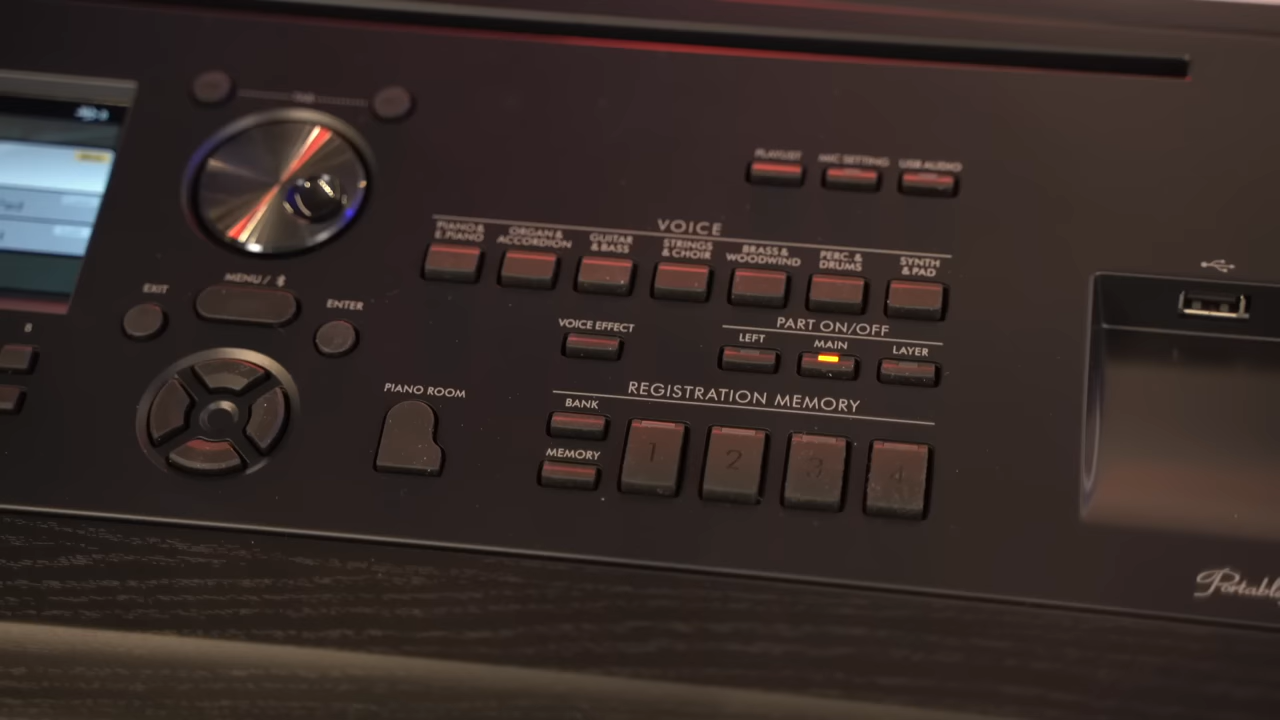 PLAYLIST
MIC SETTING
USB AUDIO
VOICE
PIANO &
E.PIANO
ORGAN &
ACCORDION
GUITAR
& BASS
STRINGS
& CHOIR
BRASS &
WOODWIND
PERC. &
DRUMS
SYNTH
& PAD
MENU /
EXIT
ENTER
VOICE EFFECT
PART ON/OFF
LEFT
MAIN
LAYER
8
PIANO ROOM
REGISTRATION MEMORY
BANK
MEMORY
1
2
3
4